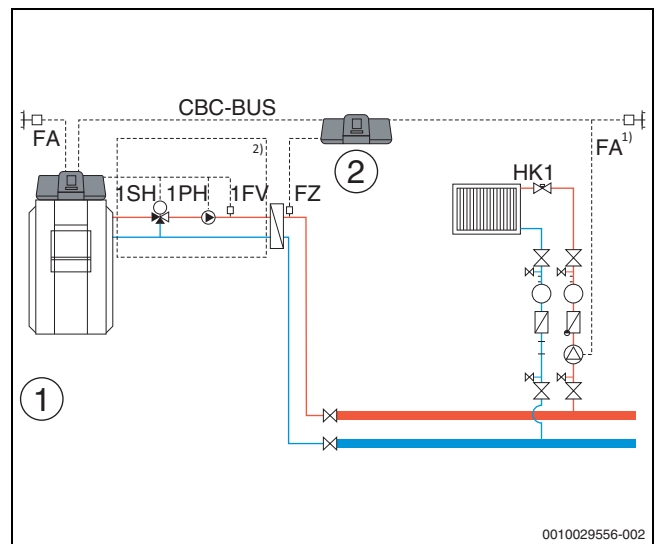 CBC-BUS
FA
FA1)
2)
2
HK1
1SH 1PH 1FV FZ
1
0010029556-002